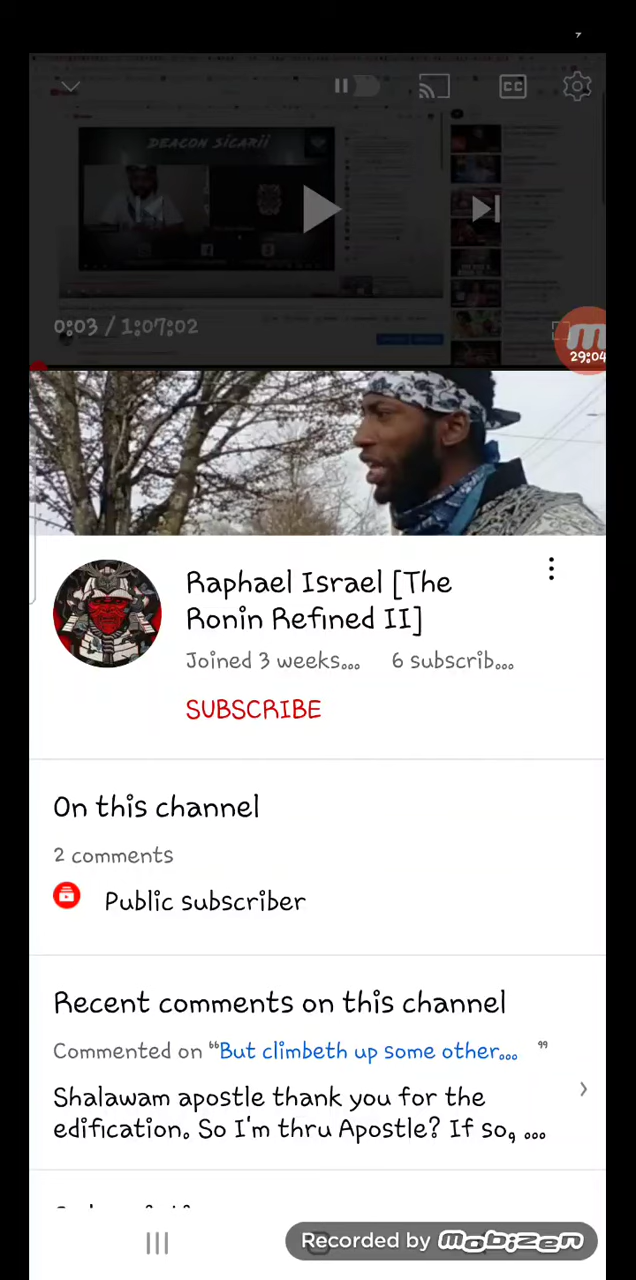 CC
DEACON SICARII
0:03 / 1:07:02
29:04
Raphael Israel [The
Ronin Refined II]
Joined 3 weeks... 6 subscrib...
SUBSCRIBE
On this channel
2 comments
Public subscriber
Recent comments on this channel
Commented on “But climbeth up some other... ”
Shalawam apostle thank you for the
edification. So I'm thru Apostle? If so, ...
Recorded by mobizen